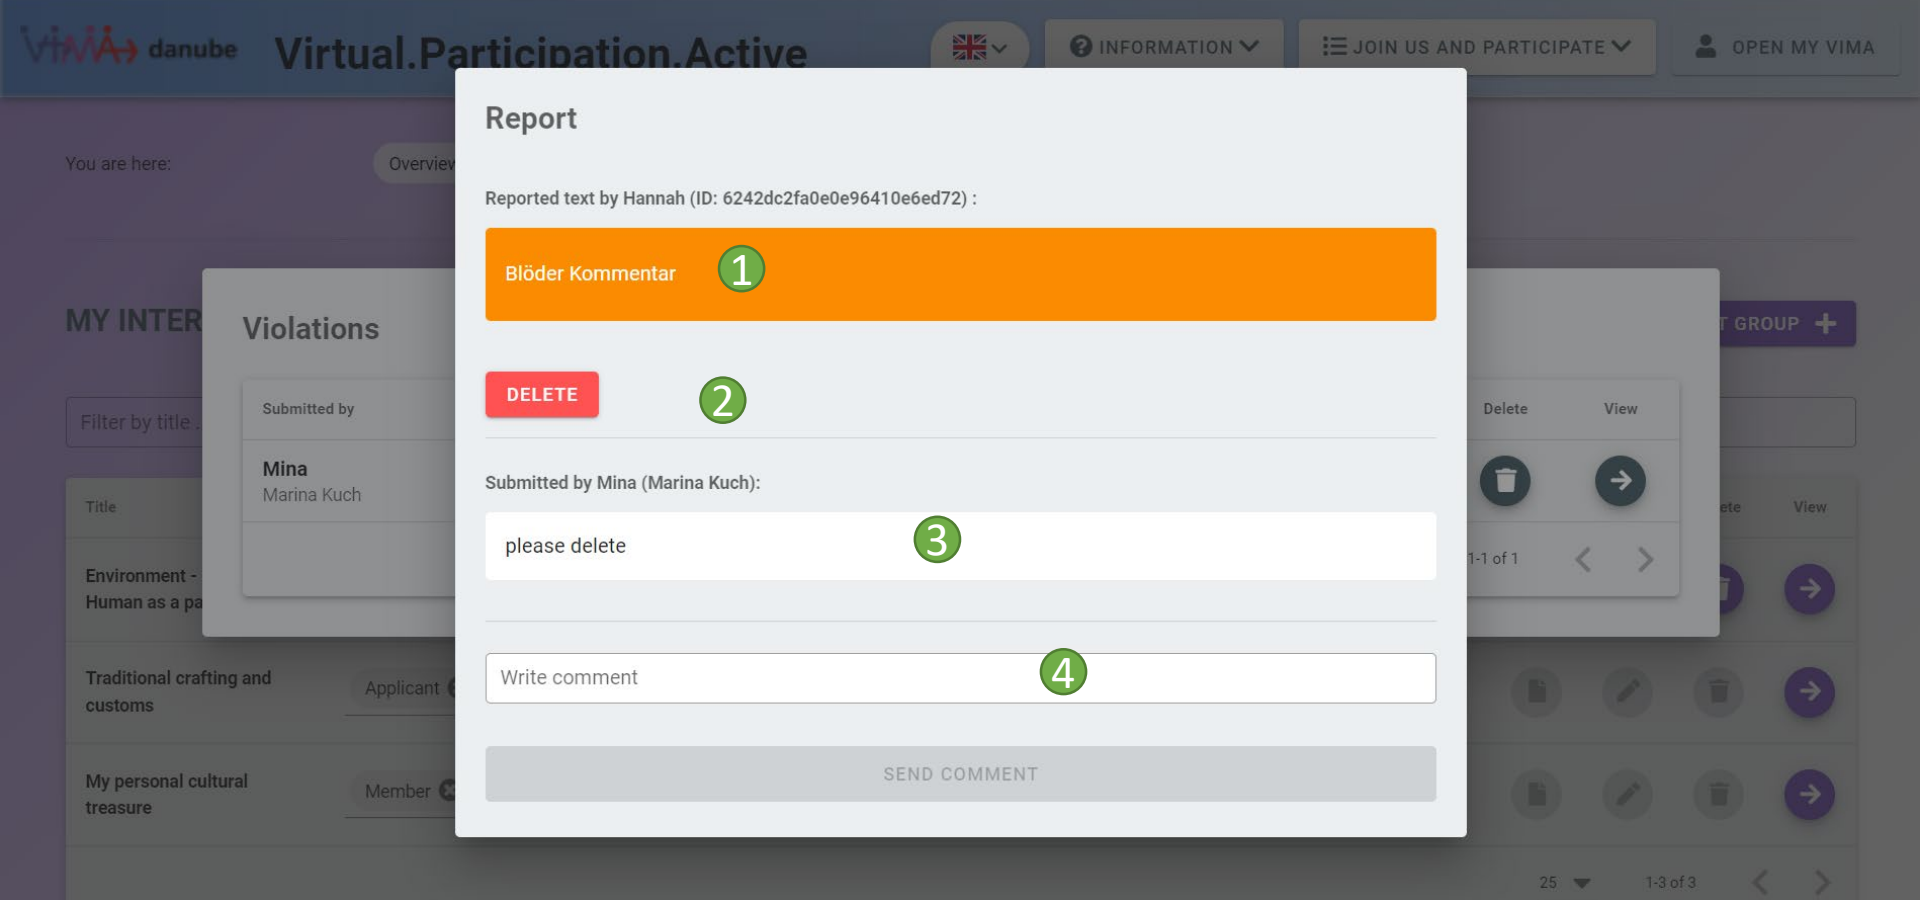 ViMA danube
Virtual.Participation.Active
INFORMATION
JOIN US AND PARTICIPATE
OPEN MY VIMA
You are here:
Overview
Report
Reported text by Hannah (ID: 6242dc2fa0e0e96410e6ed72) :
Blöder Kommentar
1
DELETE
2
Submitted by Mina (Marina Kuch):
please delete
3
Write comment
4
SEND COMMENT
MY INTER
T GROUP
Violations
Submitted by
Delete
View
Mina
Marina Kuch
1-1 of 1
Filter by title .
Title
ete
View
Environment -
Human as a pa
Traditional crafting and
customs
Applicant
My personal cultural
treasure
Member
25
1-3 of 3